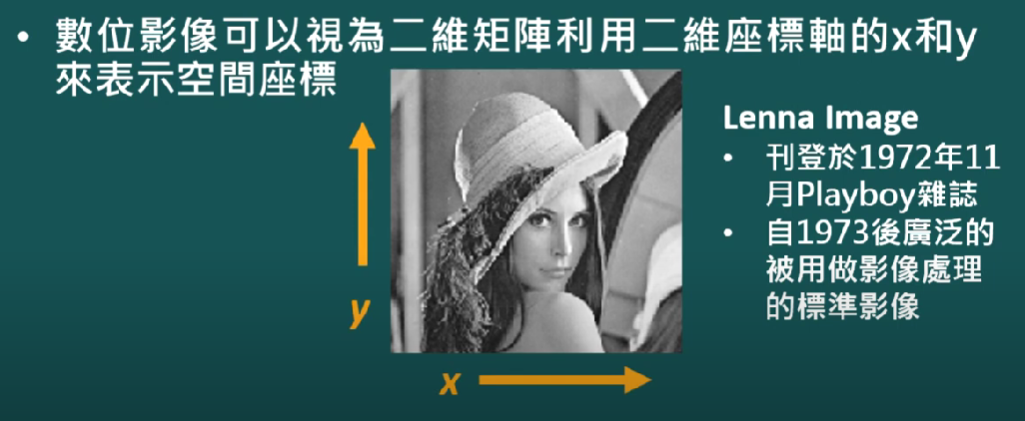 • 數位影像可以視為二維矩陣利用二維座標軸的x和y
來表示空間座標
Lenna Image
• 刊登於1972年11
月Playboy雜誌
• 自1973後廣泛的
被用做影像處理
的標準影像
y
x